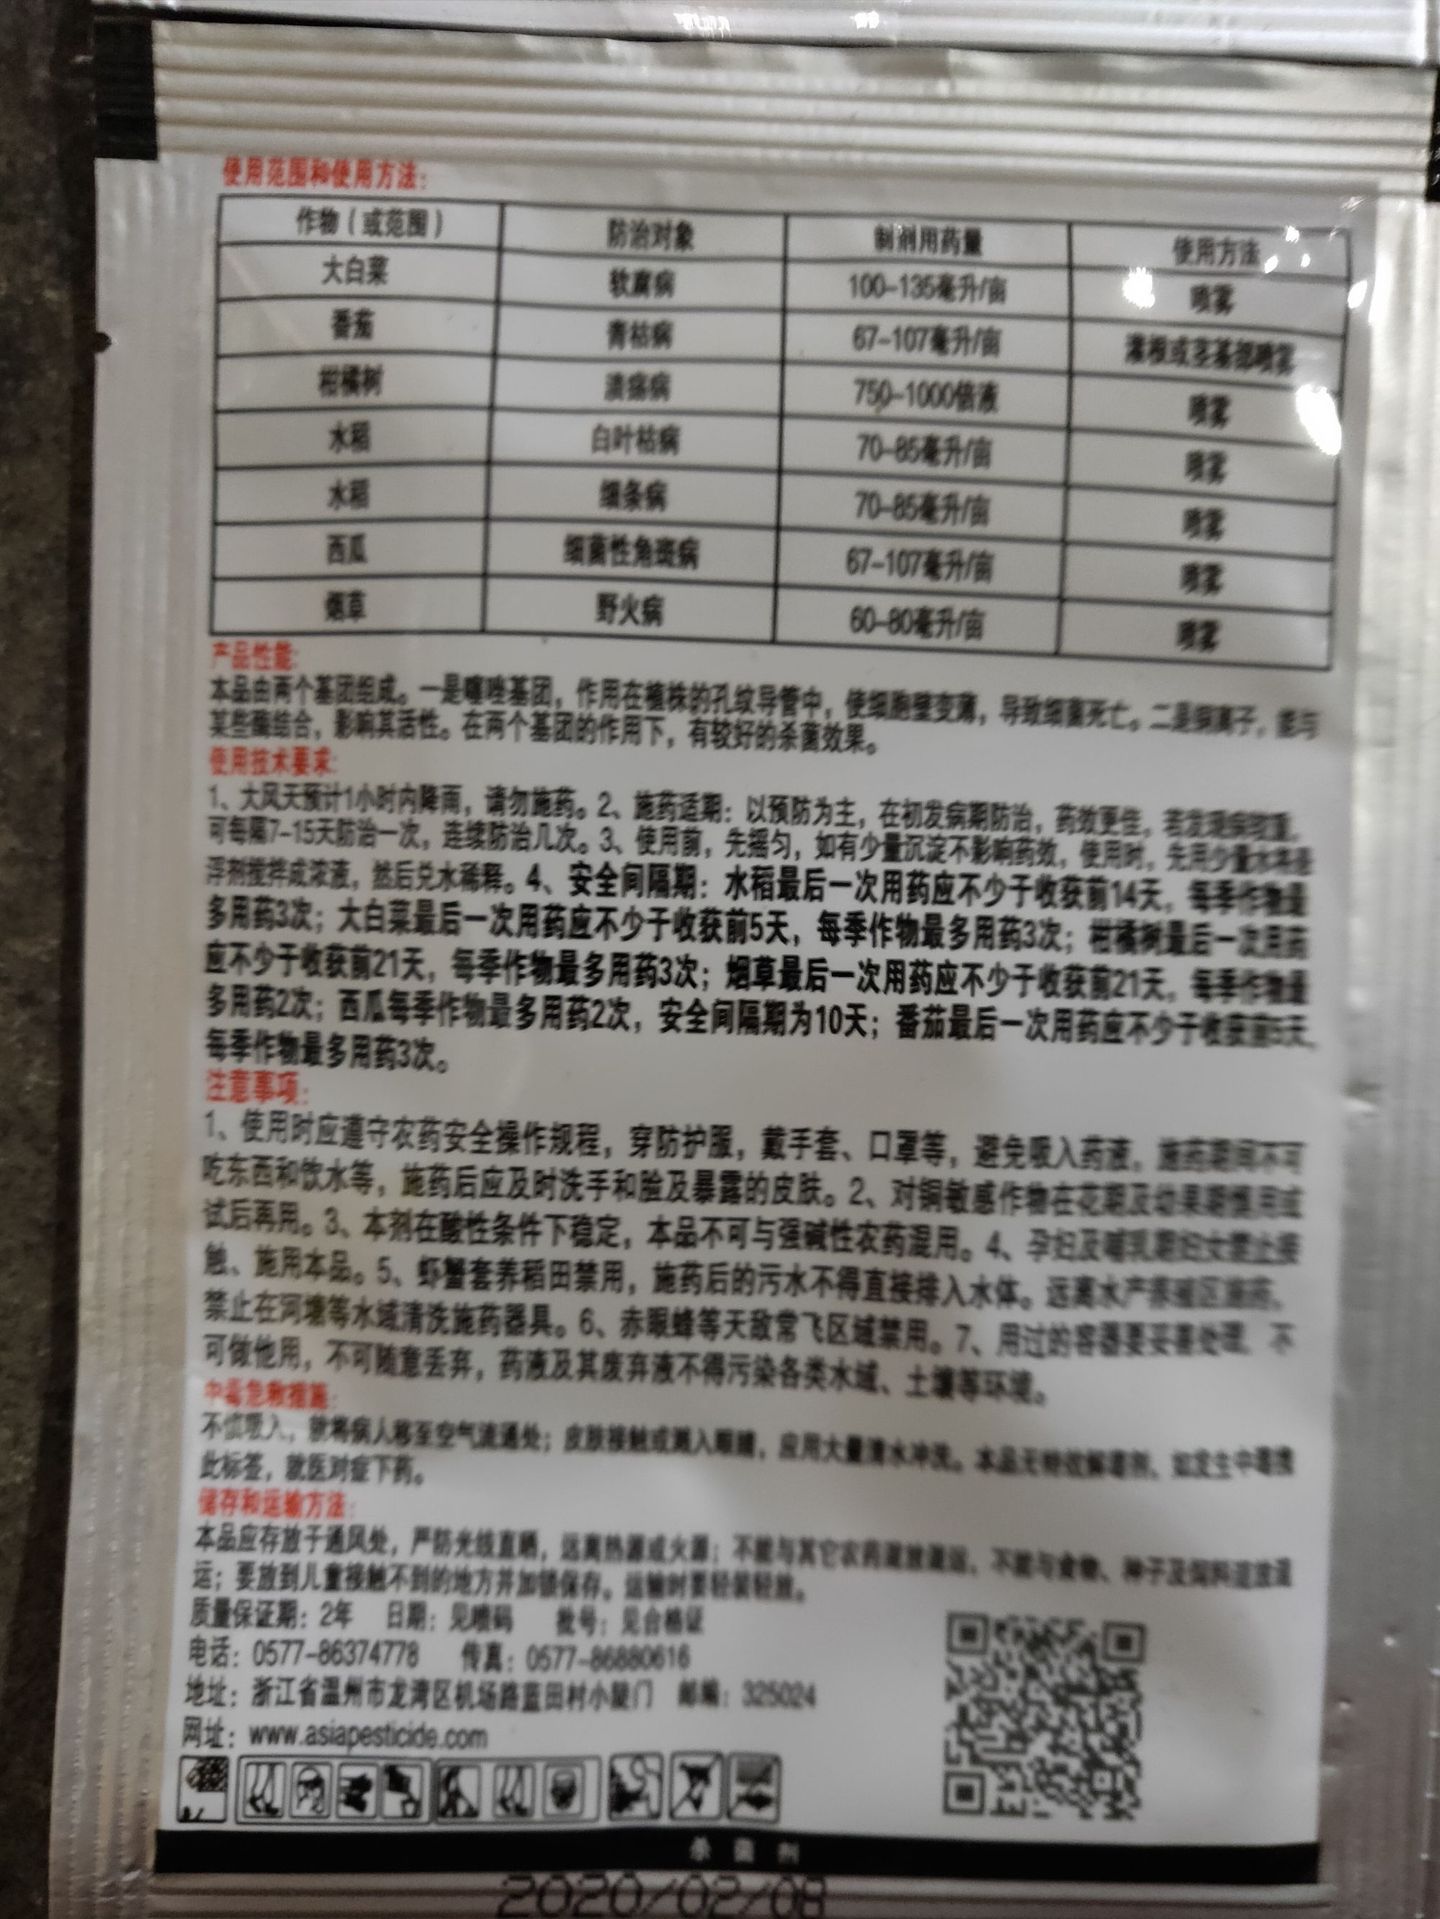 使用范围和使用方法：
作物（或范围） 防治对象 制剂用药量 使用方法
大白菜 软腐病 100-135毫升/亩 喷雾
番茄 青枯病 67-107毫升/亩 灌根或茎基部喷雾
柑橘树 溃疡病 750-1000倍液 喷雾
水稻 白叶枯病 70-85毫升/亩 喷雾
水稻 细条病 70-85毫升/亩 喷雾
西瓜 细菌性角斑病 67-107毫升/亩 喷雾
烟草 野火病 60-80毫升/亩 喷雾
产品性能：
本品由两个基团组成。一是噻唑基团，作用在植株的孔纹导管中，使细胞壁变薄，导致细菌死亡。二是铜离子，能与
某些酶结合，影响其活性。在两个基团的作用下，有较好的杀菌效果。
使用技术要求：
1、大风天预计1小时内降雨，请勿施药。2、施药适期：以预防为主，在初发病期防治，药效更佳，若发现病较重，
可每隔7-15天防治一次，连续防治几次。3、使用前，先摇匀，如有少量沉淀不影响药效，使用时，先用少量水将悬
浮剂搅拌成浓液，然后兑水稀释。4、安全间隔期：水稻最后一次用药应不少于收获前14天，每季作物最
多用药3次；大白菜最后一次用药应不少于收获前5天，每季作物最多用药3次；柑橘树最后一次用药
应不少于收获前21天，每季作物最多用药3次；烟草最后一次用药应不少于收获前21天，每季作物最
多用药2次；西瓜每季作物最多用药2次，安全间隔期为10天；番茄最后一次用药应不少于收获前5天，
每季作物最多用药3次。
注意事项：
1、使用时应遵守农药安全操作规程，穿防护服，戴手套、口罩等，避免吸入药液，施药期间不可
吃东西和饮水等，施药后应及时洗手和脸及暴露的皮肤。2、对铜敏感作物在花期及幼果期慎用或
试后再用。3、本剂在酸性条件下稳定，本品不可与强碱性农药混用。4、孕妇及哺乳期妇女禁止接
触、施用本品。5、虾蟹套养稻田禁用，施药后的污水不得直接排入水体。远离水产养殖区施药，
禁止在河塘等水域清洗施药器具。6、赤眼蜂等天敌常飞区域禁用。7、用过的容器要妥善处理，不
可做他用，不可随意丢弃，药液及其废弃液不得污染各类水域、土壤等环境。
中毒急救措施：
不慎吸入，就将病人移至空气流通处；皮肤接触或溅入眼睛，应用大量清水冲洗。本品无特效解毒剂，如发生中毒携
此标签，就医对症下药。
储存和运输方法：
本品应存放于通风处，严防光线直晒，远离热源或火源；不能与其它农药混放混运，不能与食物、种子及饲料混放混
运；要放到儿童接触不到的地方并加锁保存。运输时要轻装轻放。
质量保证期：2年 日期：见喷码 批号：见合格证
电话：0577-86374778 传真：0577-86880616
地址：浙江省温州市龙湾区机场路蓝田村小陡门 邮编：325024
网址：www.asiapesticide.com
杀菌剂
2020/02/08